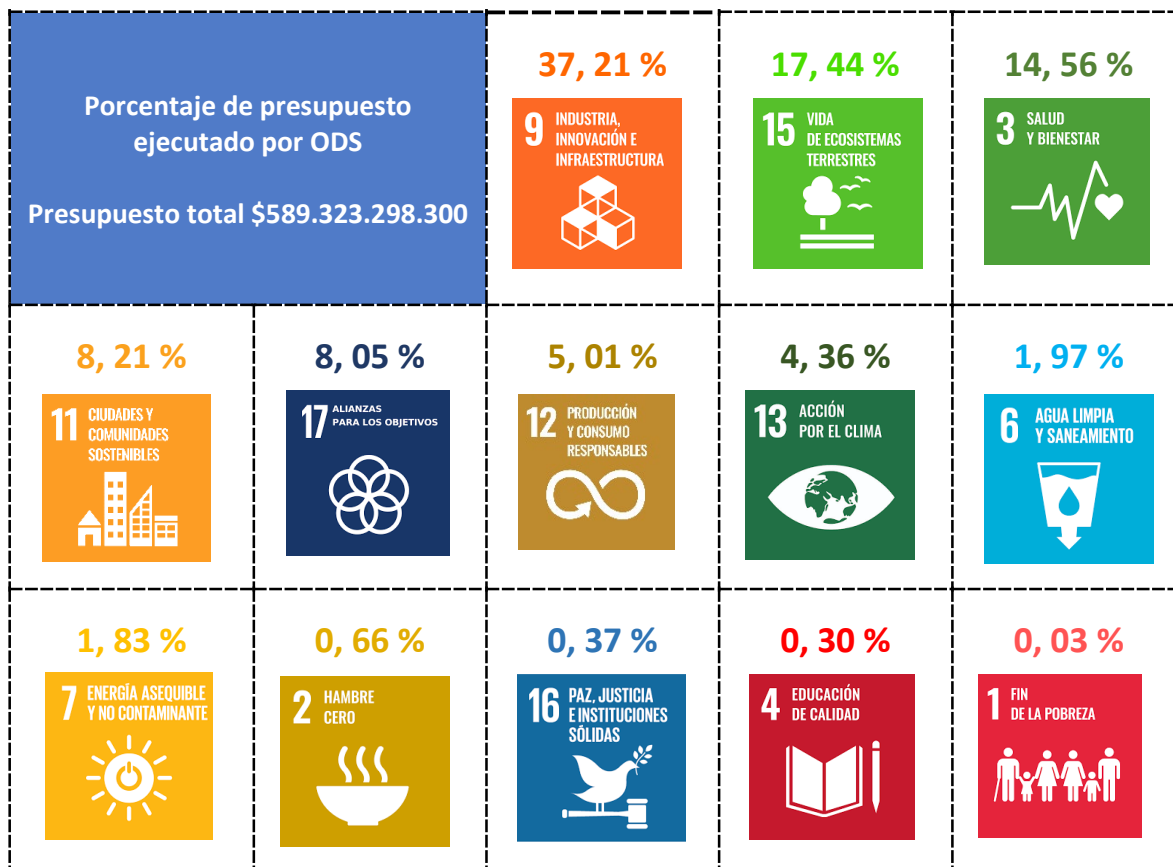 Porcentaje de presupuesto
ejecutado por ODS
Presupuesto total $589.323.298.300
37, 21 %
9 INDUSTRIA,
INNOVACIÓN E
INFRAESTRUCTURA
17, 44 %
15 VIDA
DE ECOSISTEMAS
TERRESTRES
14, 56 %
3 SALUD
Y BIENESTAR
8, 21 %
11 CIUDADES Y
COMUNIDADES
SOSTENIBLES
8, 05 %
17 ALIANZAS
PARA LOS OBJETIVOS
5, 01 %
12 PRODUCCIÓN
Y CONSUMO
RESPONSABLES
4, 36 %
13 ACCIÓN
POR EL CLIMA
1, 97 %
6 AGUA LIMPIA
Y SANEAMIENTO
1, 83 %
7 ENERGÍA ASEQUIBLE
Y NO CONTAMINANTE
0, 66 %
2 HAMBRE
CERO
0, 37 %
16 PAZ, JUSTICIA
E INSTITUCIONES
SÓLIDAS
0, 30 %
4 EDUCACIÓN
DE CALIDAD
0, 03 %
1 FIN
DE LA POBREZA